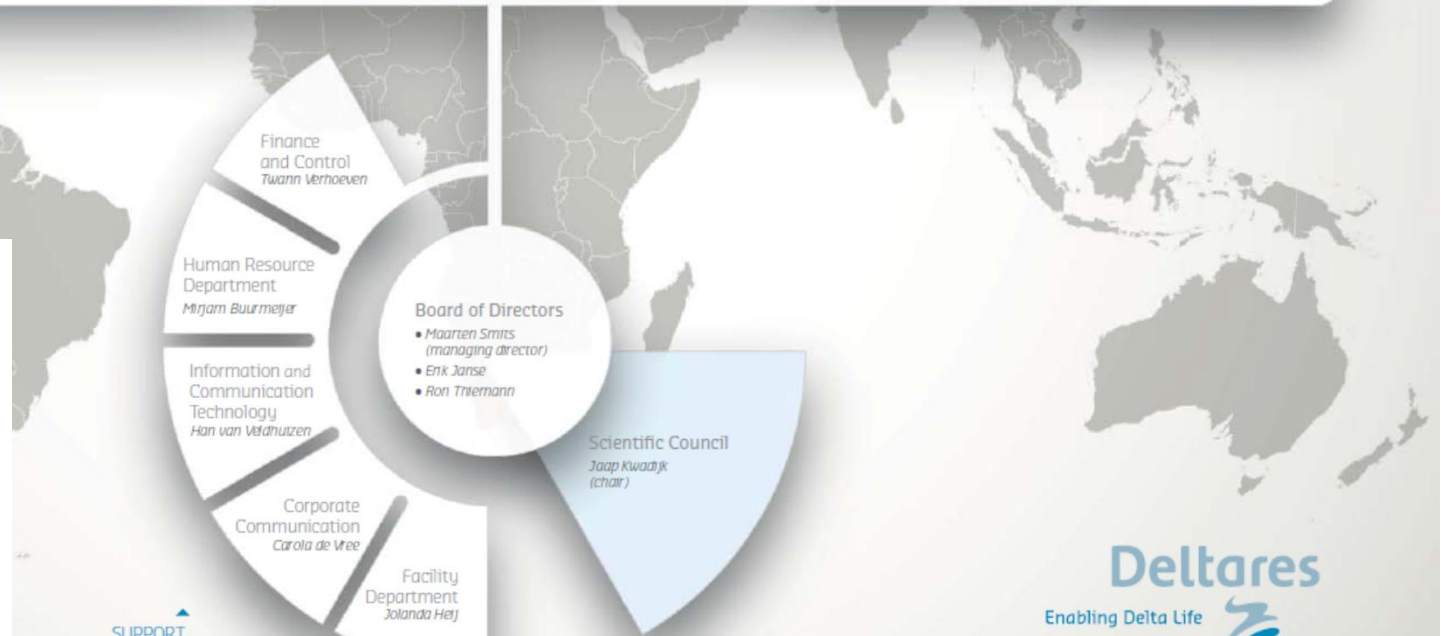 Finance
and Control
Twann Verhoeven
Human Resource
Department
Mirjam Buurmeijer
Information and
Communication
Technology
Han van Veldhuizen
Corporate
Communication
Carola de Vree
Facility
Department
Jolanda Heij
Board of Directors
• Maarten Smits
(managing director)
• Erik Janse
• Ron Thiemann
Scientific Council
Jaap Kwadijk
(chair)
SUPPORT
Deltares
Enabling Delta Life